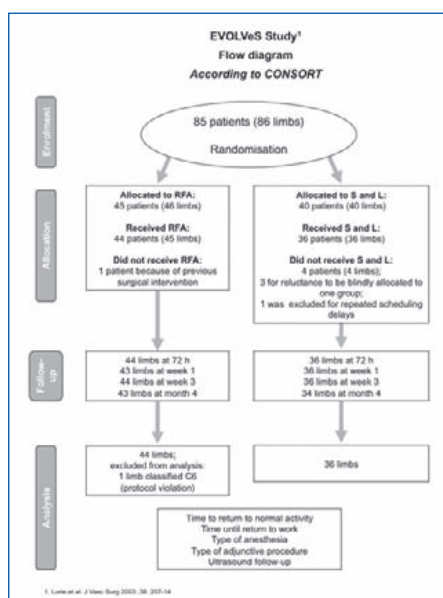 EVOLVeS Study¹
Flow diagram
According to CONSORT
Enrolment
85 patients (86 limbs)
Randomisation
Allocation
Allocated to RFA:
45 patients (46 limbs)
Received RFA:
44 patients (45 limbs)
Did not receive RFA:
1 patient because of previous
surgical intervention
Allocated to S and L:
40 patients (40 limbs)
Received S and L:
36 patients (36 limbs)
Did not receive S and L:
4 patients (4 limbs);
3 for reluctance to be blindly allocated to
one group;
1 was excluded for repeated scheduling
delays
Follow-
up
44 limbs at 72 h
43 limbs at week 1
44 limbs at week 3
43 limbs at month 4
36 limbs at 72 h
36 limbs at week 1
36 limbs at week 3
34 limbs at month 4
Analysis
44 limbs;
excluded from analysis:
1 limb classified C6
(protocol violation)
36 limbs
Time to return to normal activity
Time until return to work
Type of anesthesia
Type of adjunctive procedure
Ultrasound follow-up
1. Lurie et al. J Vasc Surg 2003; 38: 207-14